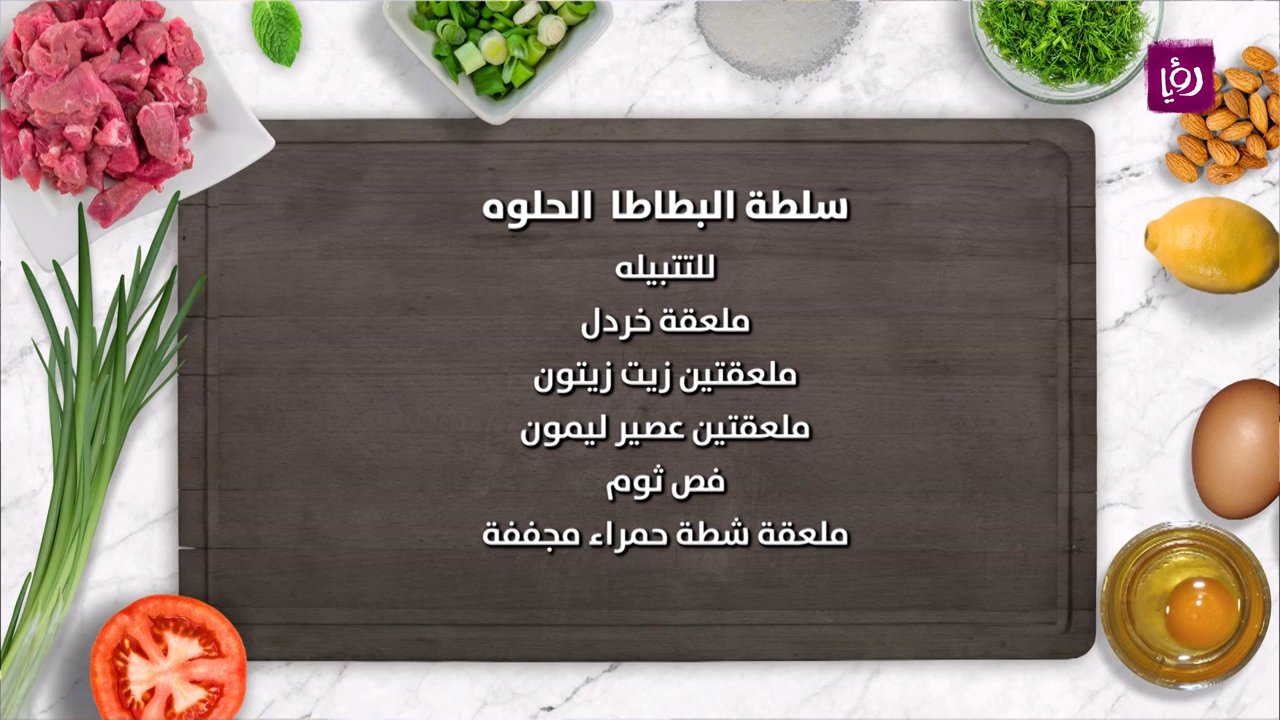 رؤيا
سلطة البطاطا الحلوه
للتتبيله
ملعقة خردل
ملعقتين زيت زيتون
ملعقتين عصير ليمون
فص ثوم
ملعقة شطة حمراء مجففة